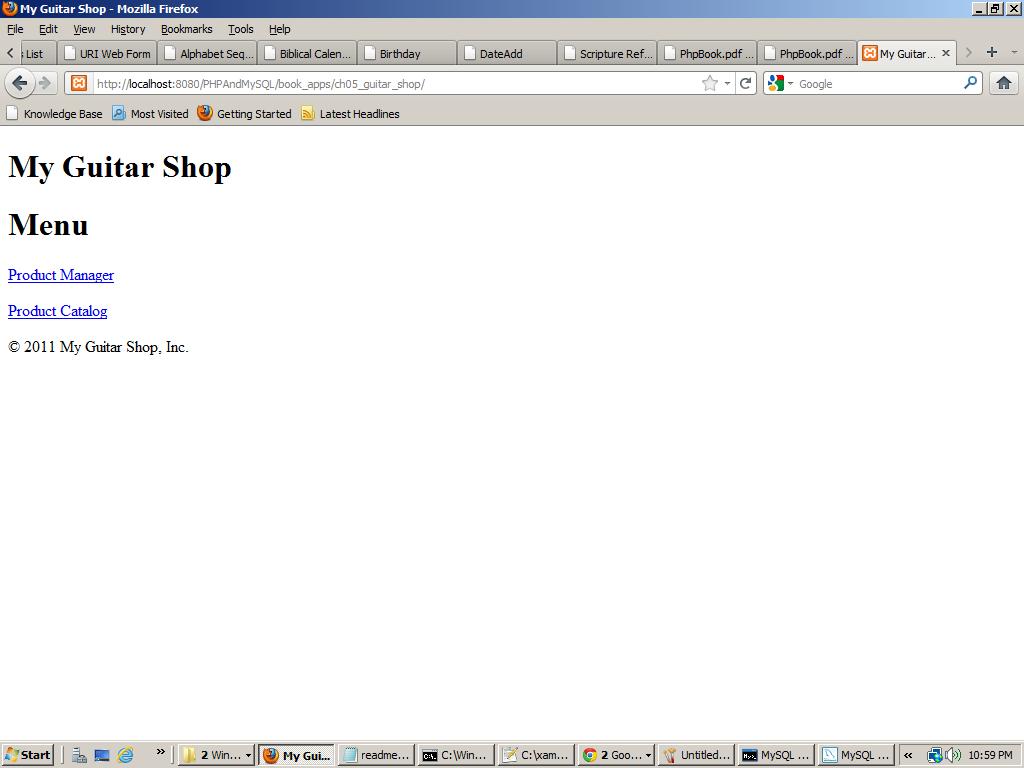 My Guitar Shop - Mozilla Firefox
File Edit View History Bookmarks Tools Help
List URI Web Form Alphabet Seq... Biblical Calen... Birthday DateAdd Scripture Ref... PhpBook.pdf ... PhpBook.pdf ... My Guitar...
http://localhost:8080/PHPAndMySQL/book_apps/ch05_guitar_shop/ Google
Knowledge Base Most Visited Getting Started Latest Headlines
My Guitar Shop
Menu
Product Manager
Product Catalog
© 2011 My Guitar Shop, Inc.
Start » 2 Win... My Gui... readme... C:\Win... C:\xam... 2 Goo... Untitled... MySQL ... MySQL ... « 10:59 PM